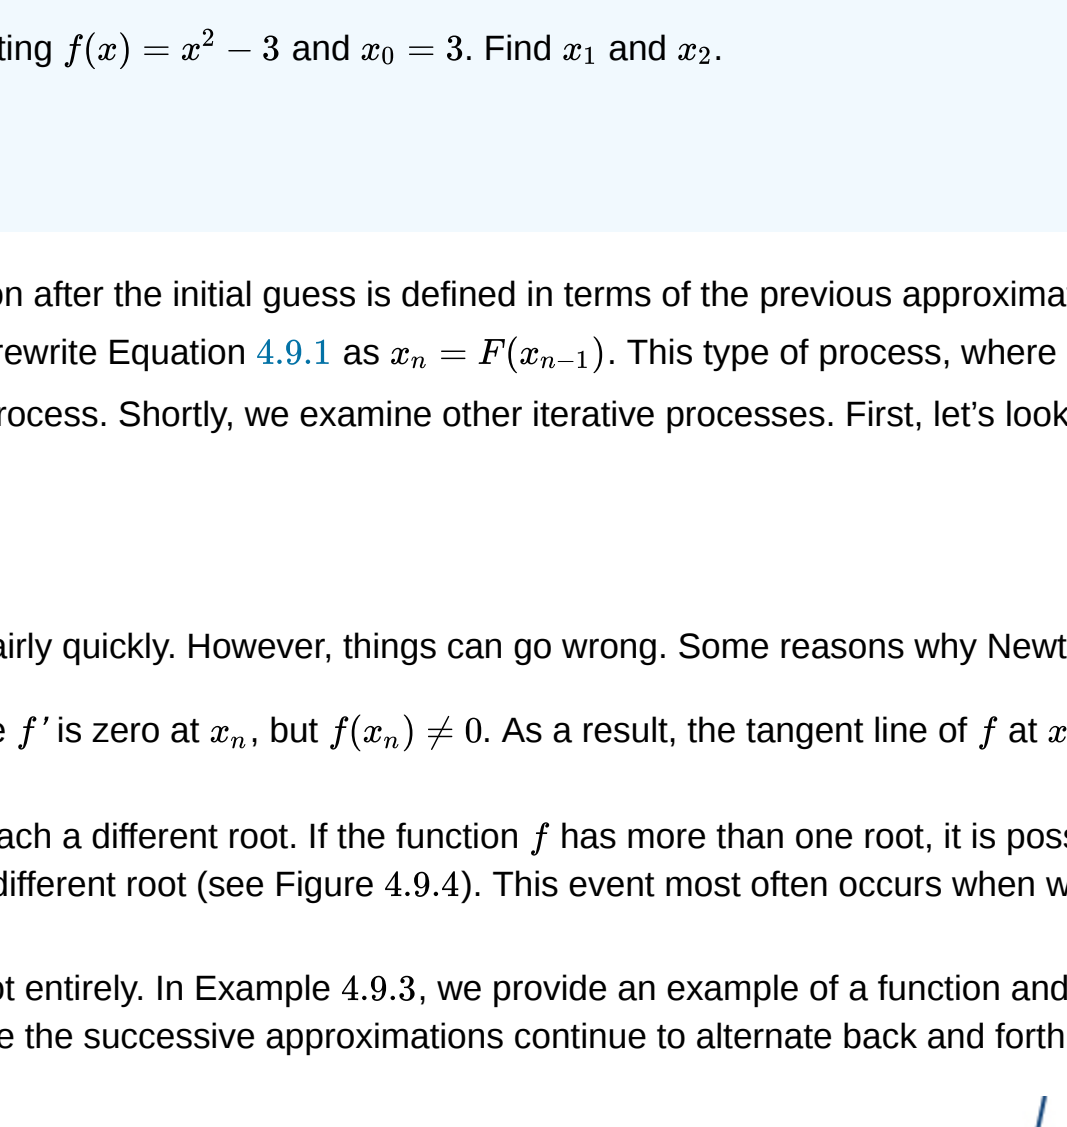 ting f(x) = x² − 3 and x₀ = 3. Find x₁ and x₂.
on after the initial guess is defined in terms of the previous approxima
rewrite Equation 4.9.1 as xₙ = F(xₙ₋₁). This type of process, where
rocess. Shortly, we examine other iterative processes. First, let’s look
airly quickly. However, things can go wrong. Some reasons why Newt
e f′ is zero at xₙ, but f(xₙ) ≠ 0. As a result, the tangent line of f at x
ach a different root. If the function f has more than one root, it is poss
different root (see Figure 4.9.4). This event most often occurs when w
ot entirely. In Example 4.9.3, we provide an example of a function and
e the successive approximations continue to alternate back and forth